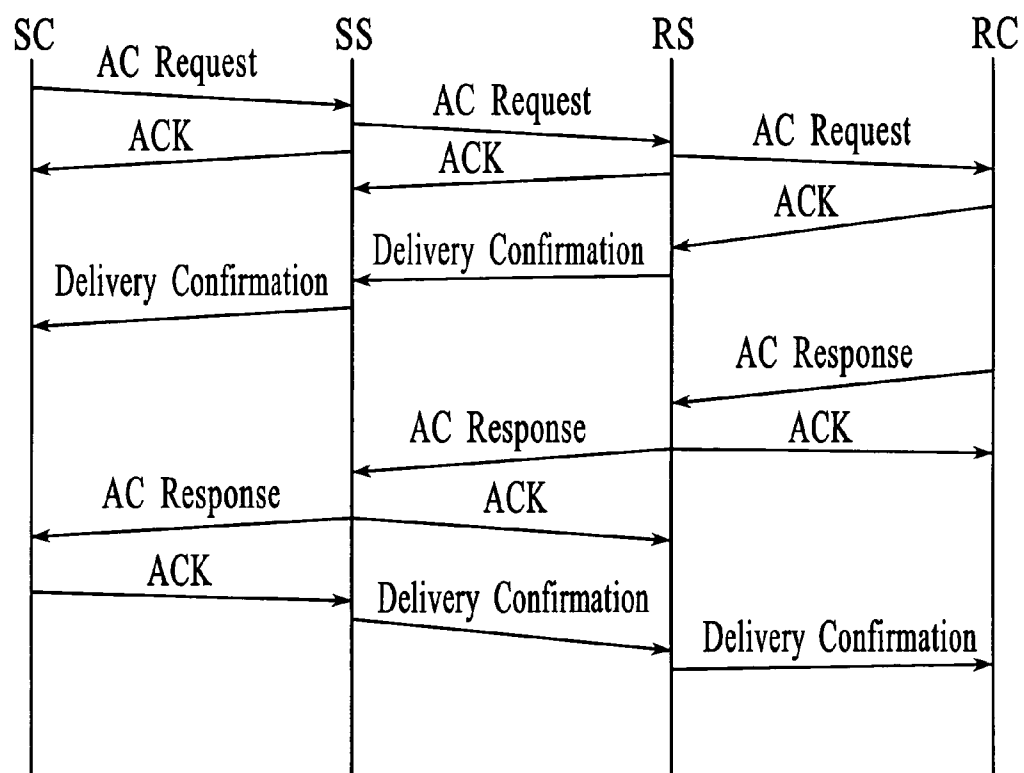 SC SS RS RC
AC Request
AC Request
AC Request
ACK
ACK
ACK
Delivery Confirmation
Delivery Confirmation
AC Response
AC Response
ACK
AC Response
ACK
ACK
Delivery Confirmation
Delivery Confirmation